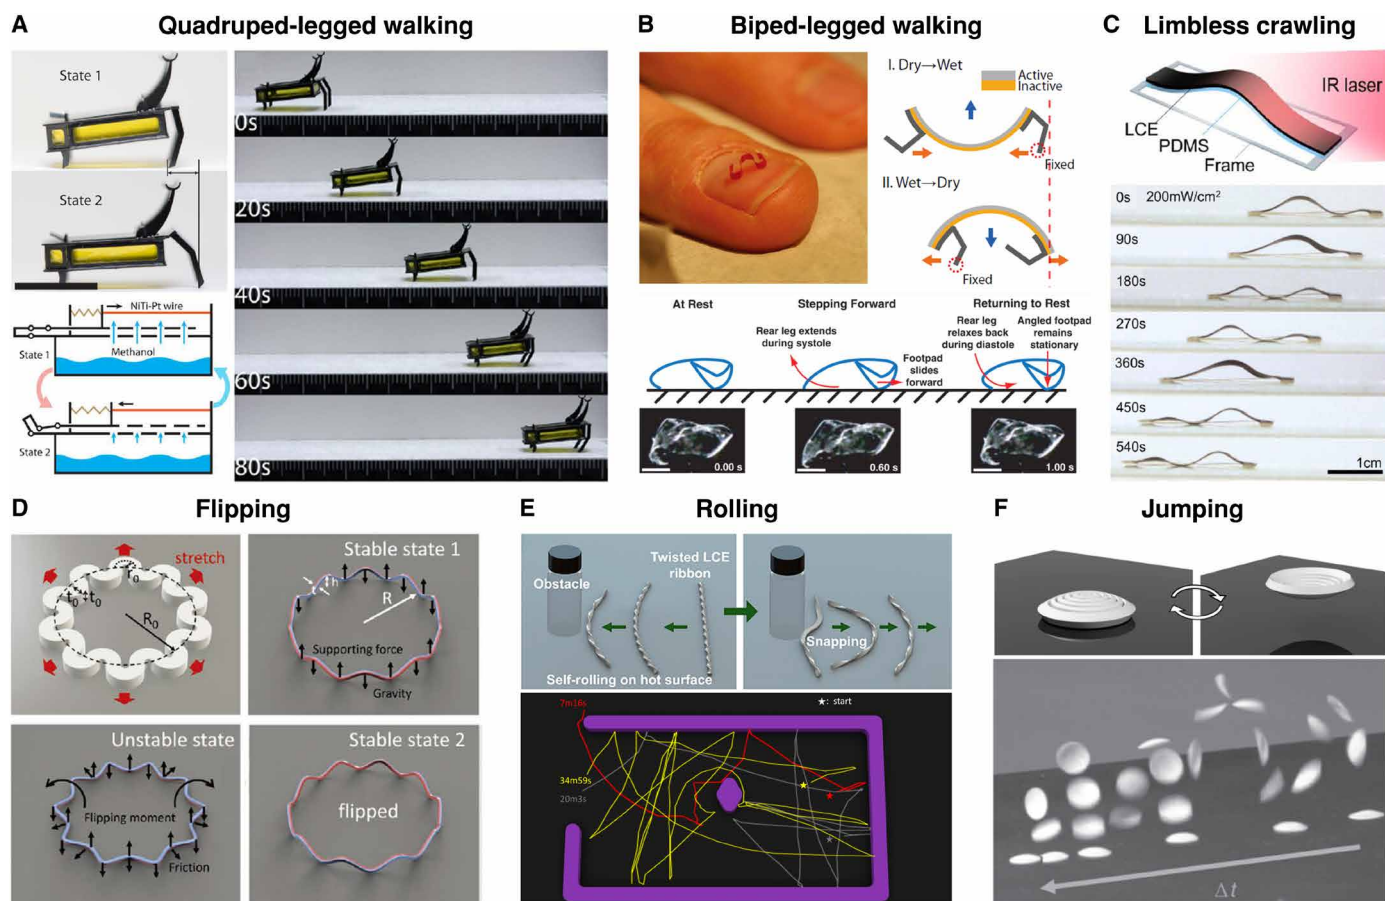 A Quadruped-legged walking
State 1
State 2
NiTi-Pt wire
State 1
Methanol
State 2
0s
20s
40s
60s
80s
B Biped-legged walking
I. Dry→Wet
Active
Inactive
Fixed
II. Wet→Dry
Fixed
At Rest
Stepping Forward
Returning to Rest
Rear leg extends
during systole
Footpad
slides
forward
Rear leg
relaxes back
during diastole
Angled footpad
remains
stationary
0.00 s
0.60 s
1.00 s
C Limbless crawling
IR laser
LCE
PDMS
Frame
0s 200mW/cm²
90s
180s
270s
360s
450s
540s
1cm
D Flipping
stretch
r₀
t₀ t₀
R₀
Stable state 1
h
R
Supporting force
Gravity
Unstable state
Flipping moment
Friction
Stable state 2
flipped
E Rolling
Obstacle
Twisted LCE
ribbon
Self-rolling on hot surface
Snapping
7m16s
★: start
34m59s
20m3s
F Jumping
Δt